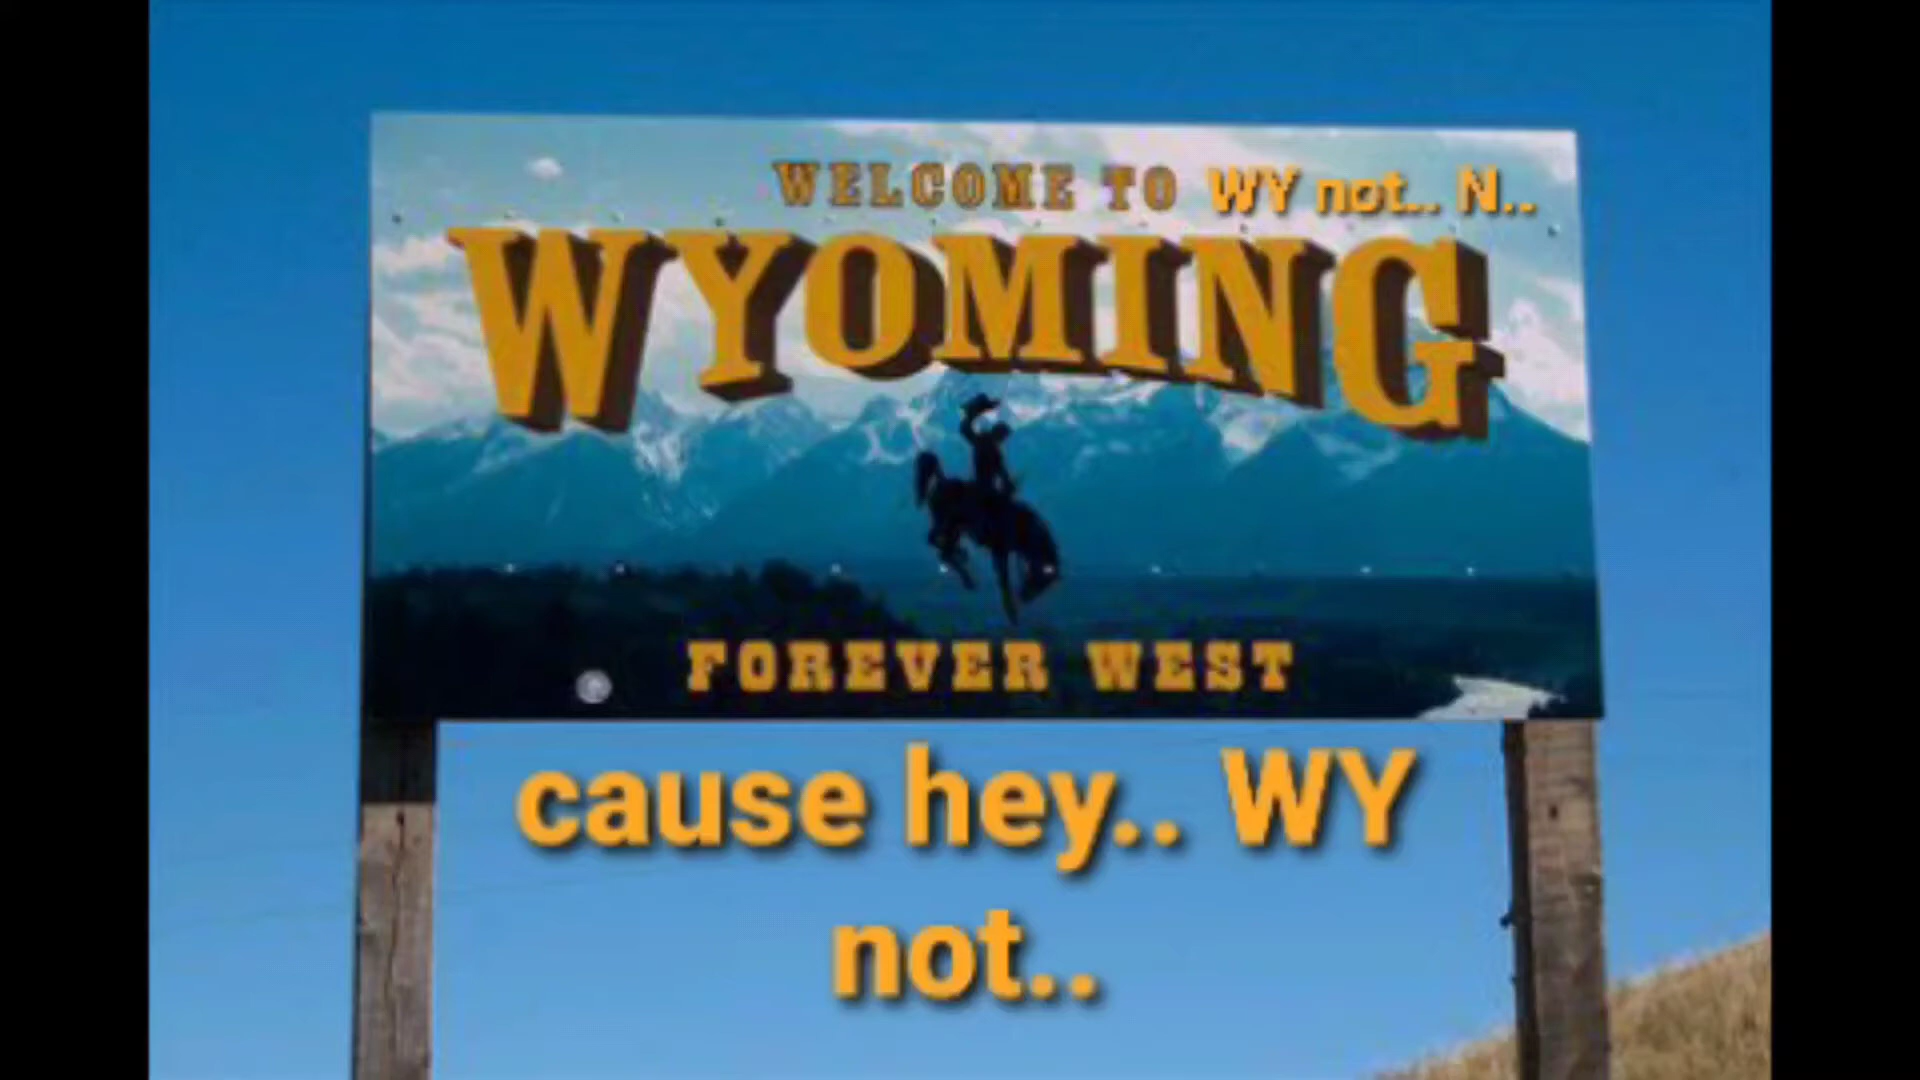 WELCOME TO WY not.. N..
WYOMING
FOREVER WEST
cause hey.. WY
not..